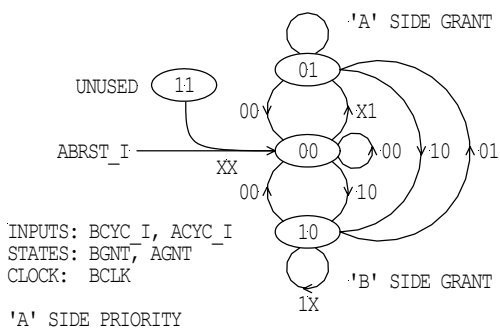 'A' SIDE GRANT
01
UNUSED 11
00 X1
ABRST_I 00 00 10 01
XX
00 10
10
INPUTS: BCYC_I, ACYC_I
STATES: BGNT, AGNT
CLOCK: BCLK
'B' SIDE GRANT
1X
'A' SIDE PRIORITY